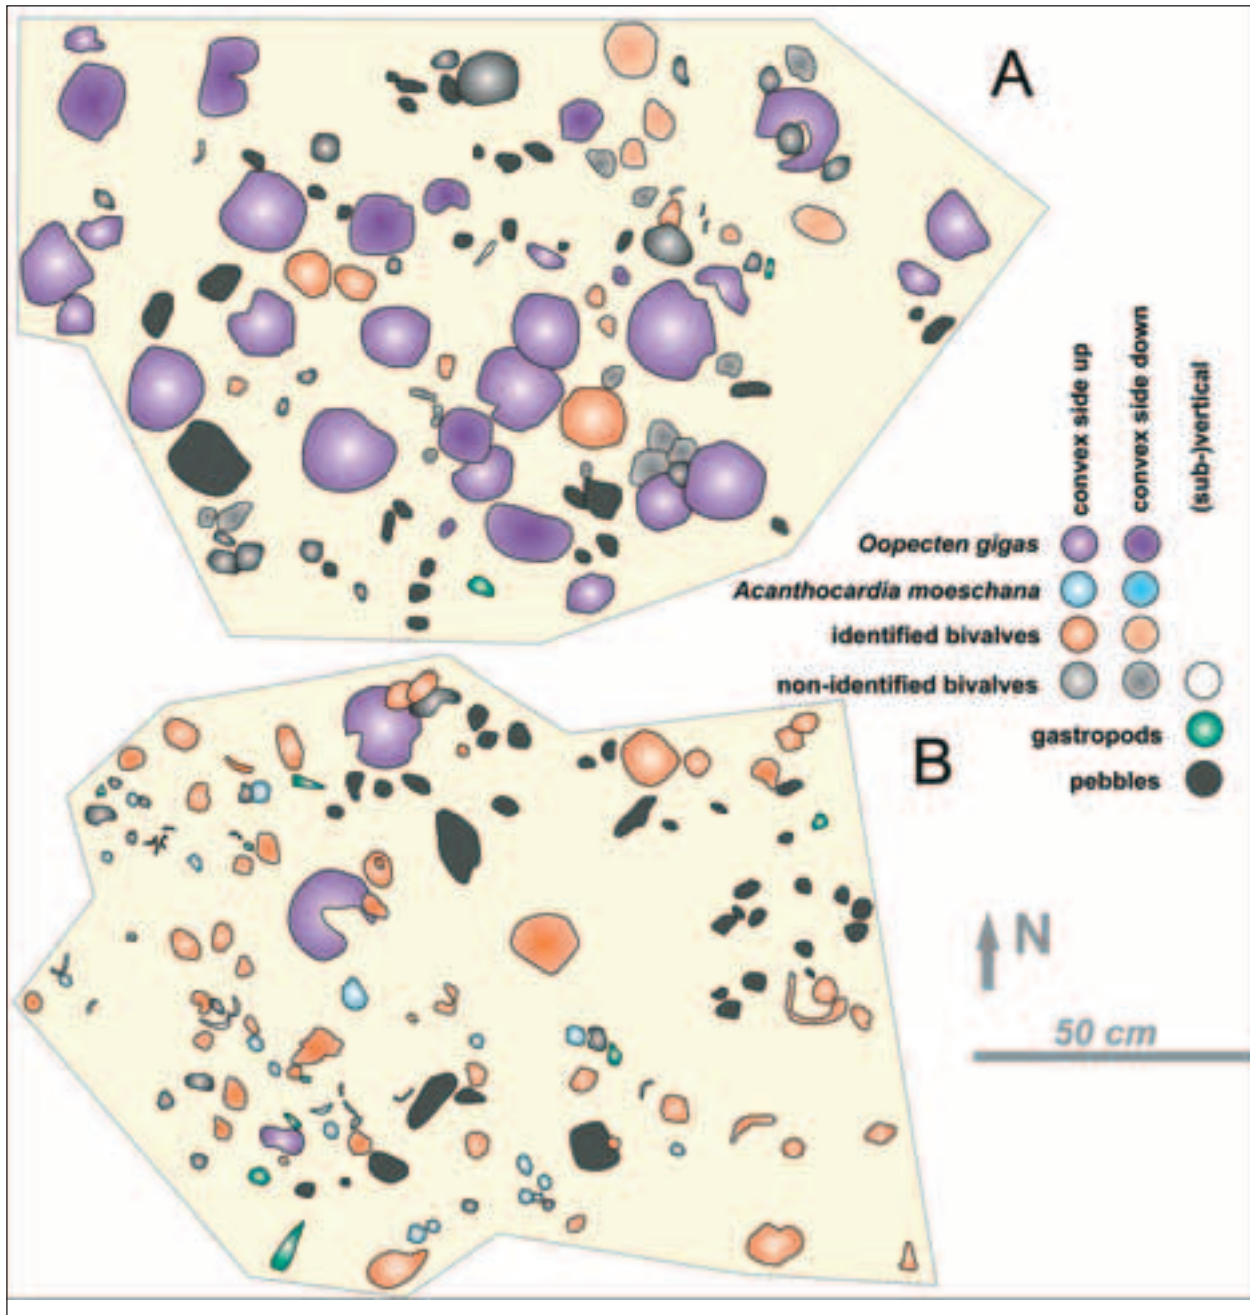 A
convex side up
convex side down
(sub-)vertical
Oopecten gigas
Acanthocardia moeschana
identified bivalves
non-identified bivalves
gastropods
pebbles
B
N
50 cm